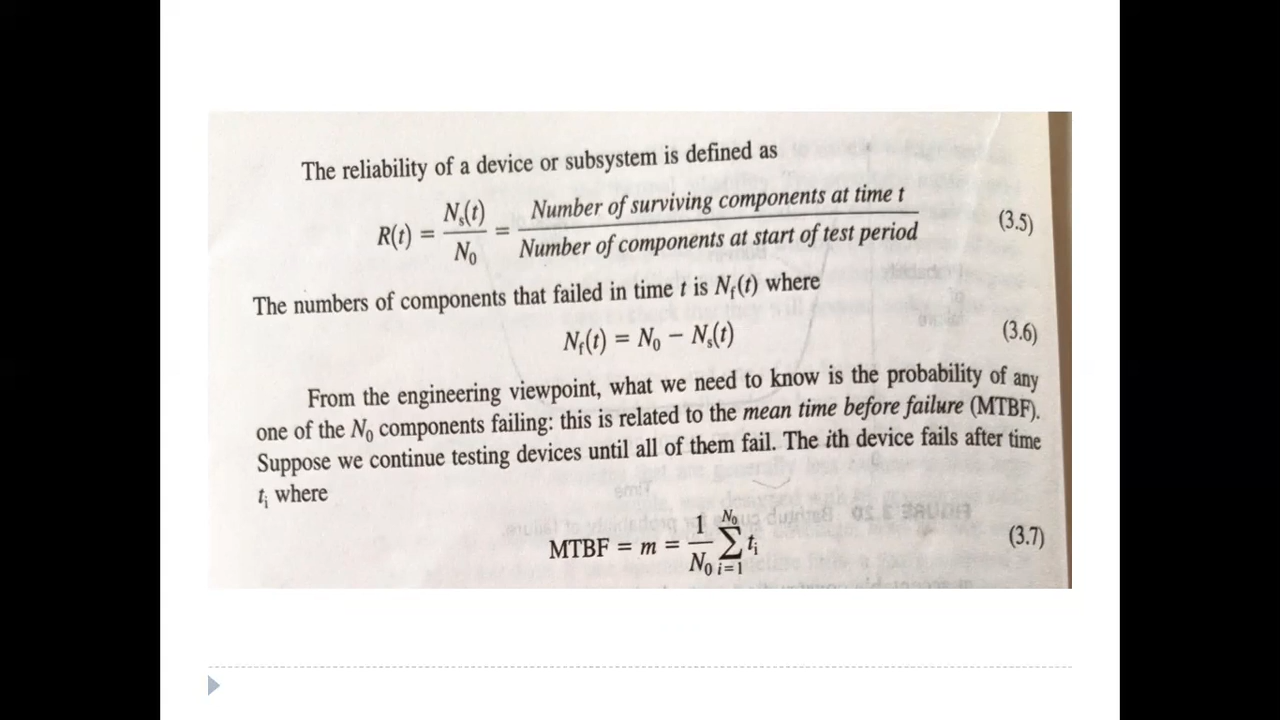 The reliability of a device or subsystem is defined as
R(t) = Ns(t)/N0 = Number of surviving components at time t / Number of components at start of test period (3.5)
The numbers of components that failed in time t is Nf(t) where
Nf(t) = N0 − Ns(t) (3.6)
From the engineering viewpoint, what we need to know is the probability of any
one of the N0 components failing: this is related to the mean time before failure (MTBF).
Suppose we continue testing devices until all of them fail. The ith device fails after time
ti where
MTBF = m = 1/N0 ∑_{i=1}^{N0} ti (3.7)